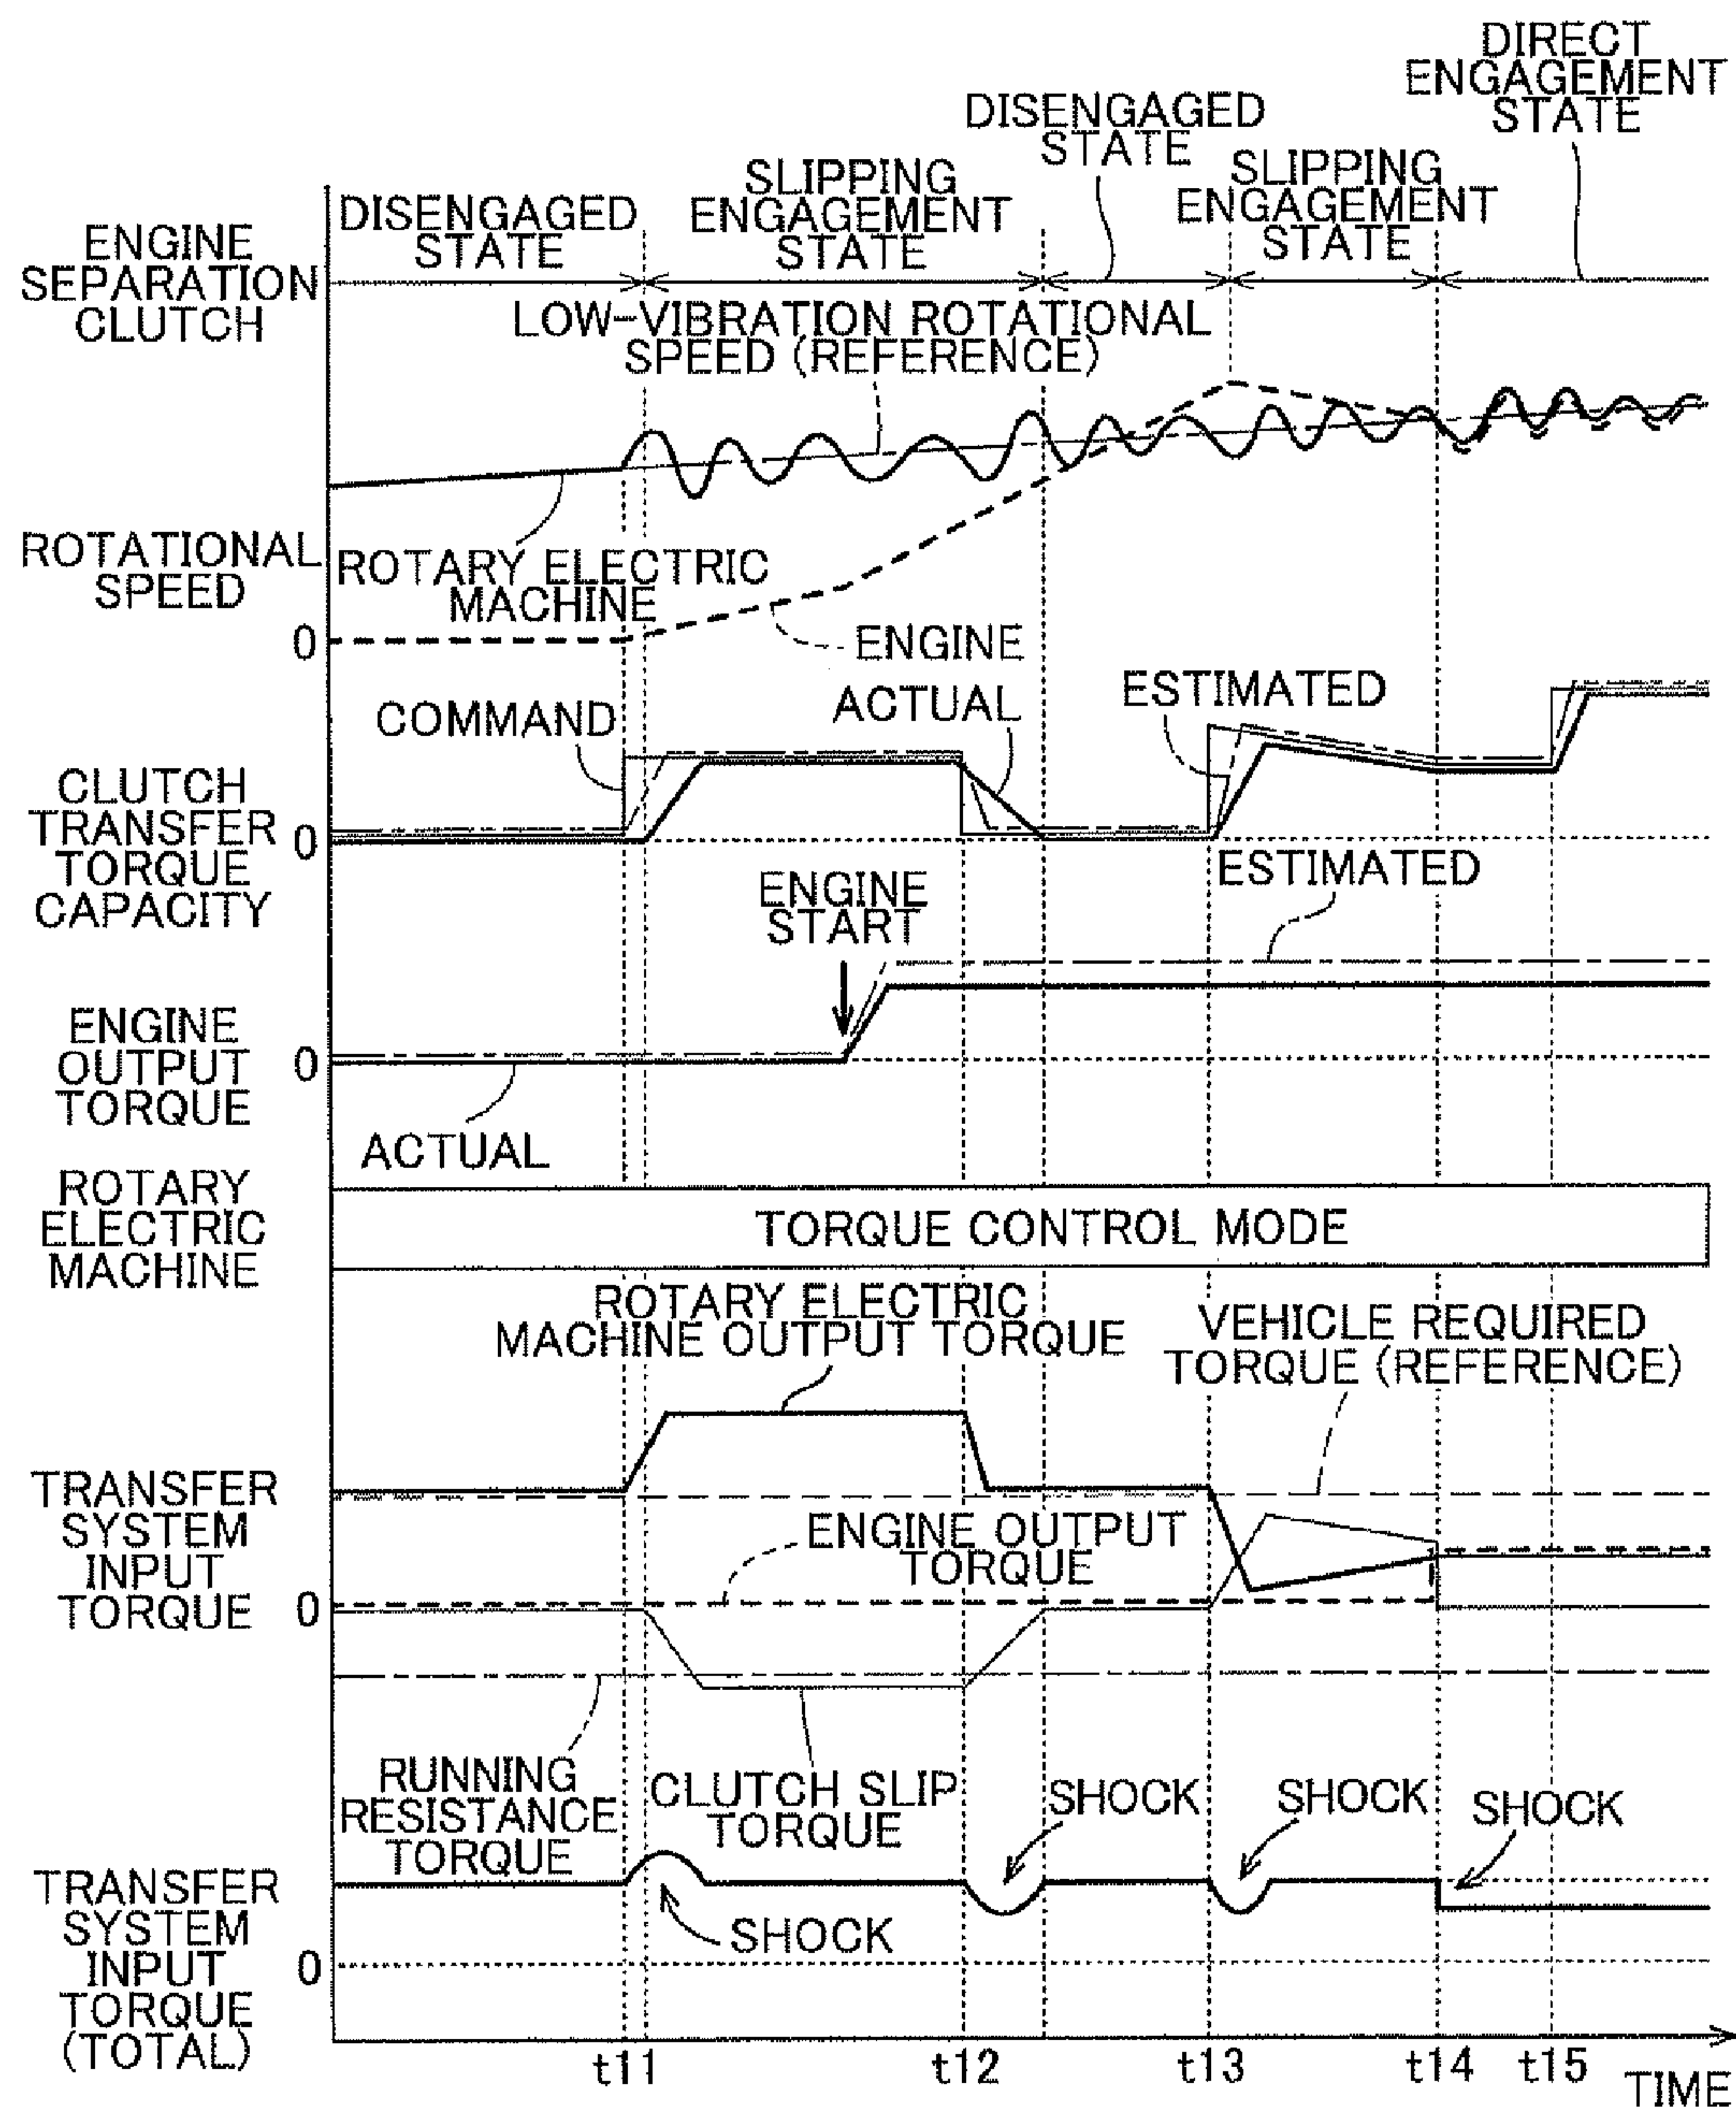 DIRECT
ENGAGEMENT
STATE
DISENGAGED
STATE
SLIPPING
ENGAGEMENT
STATE
SLIPPING
ENGAGEMENT
STATE
DISENGAGED
STATE
ENGINE
SEPARATION
CLUTCH
LOW-VIBRATION ROTATIONAL
SPEED (REFERENCE)
ROTATIONAL
SPEED
ROTARY ELECTRIC
MACHINE
0
ENGINE
COMMAND
ACTUAL
ESTIMATED
CLUTCH
TRANSFER
TORQUE
CAPACITY
0
ESTIMATED
ENGINE
START
ENGINE
OUTPUT
TORQUE
0
ACTUAL
ROTARY
ELECTRIC
MACHINE
TORQUE CONTROL MODE
ROTARY ELECTRIC
MACHINE OUTPUT TORQUE
VEHICLE REQUIRED
TORQUE (REFERENCE)
TRANSFER
SYSTEM
INPUT
TORQUE
0
ENGINE OUTPUT
TORQUE
RUNNING
RESISTANCE
TORQUE
CLUTCH SLIP
TORQUE
SHOCK
SHOCK
SHOCK
SHOCK
TRANSFER
SYSTEM
INPUT
TORQUE
(TOTAL)
0
t11
t12
t13
t14
t15
TIME